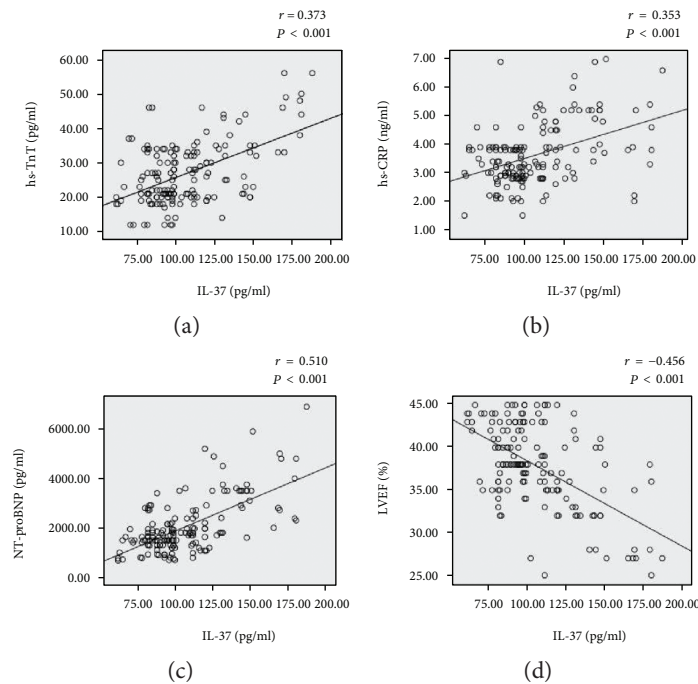 r = 0.373
P < 0.001
60.00
50.00
40.00
30.00
20.00
10.00
hs-TnT (pg/ml)
75.00 100.00 125.00 150.00 175.00 200.00
IL-37 (pg/ml)
(a)
r = 0.353
P < 0.001
7.00
6.00
5.00
4.00
3.00
2.00
1.00
hs-CRP (ng/ml)
75.00 100.00 125.00 150.00 175.00 200.00
IL-37 (pg/ml)
(b)
r = 0.510
P < 0.001
6000.00
4000.00
2000.00
0.00
NT-proBNP (pg/ml)
75.00 100.00 125.00 150.00 175.00 200.00
IL-37 (pg/ml)
(c)
r = −0.456
P < 0.001
45.00
40.00
35.00
30.00
25.00
LVEF (%)
75.00 100.00 125.00 150.00 175.00 200.00
IL-37 (pg/ml)
(d)